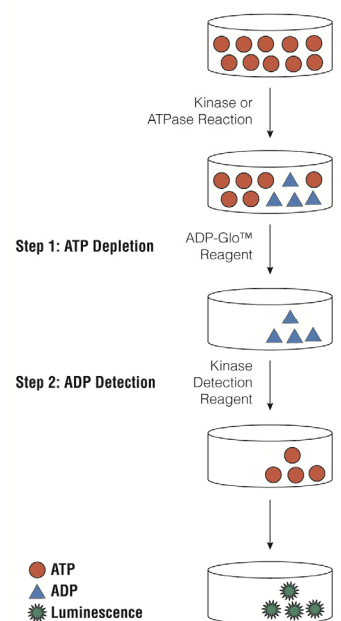 Kinase or
ATPase Reaction
Step 1: ATP Depletion
ADP-Glo™
Reagent
Step 2: ADP Detection
Kinase
Detection
Reagent
ATP
ADP
Luminescence